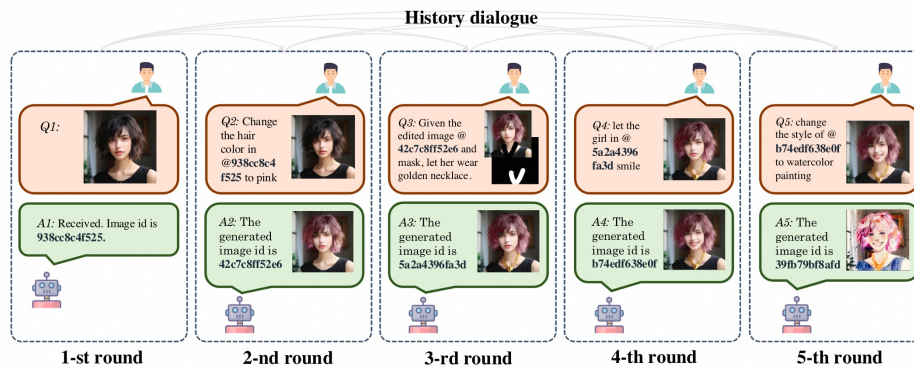 History dialogue
Q1:
A1: Received. Image id is
938cc8c4f525.
1-st round
Q2: Change
the hair
color in
@938cc8c4
f525 to pink
A2: The
generated
image id is
42c7c8ff52e6
2-nd round
Q3: Given the
edited image @
42c7c8ff52e6 and
mask, let her wear
golden necklace.
A3: The
generated
image id is
5a2a4396fa3d
3-rd round
Q4: let the
girl in @
5a2a4396
fa3d smile
A4: The
generated
image id is
b74edf638e0f
4-th round
Q5: change
the style of @
b74edf638e0f
to watercolor
painting
A5: The
generated
image id is
39fb79bf8afd
5-th round